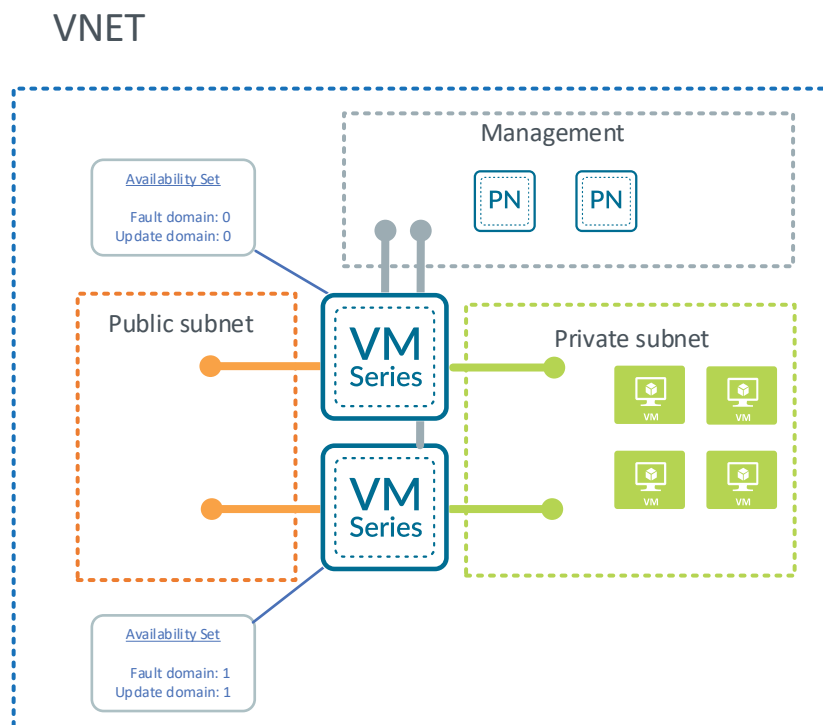 VNET
Management
PN
PN
Availability Set
Fault domain: 0
Update domain: 0
Public subnet
VM
Series
Private subnet
VM
VM
VM
VM
VM
Series
Availability Set
Fault domain: 1
Update domain: 1